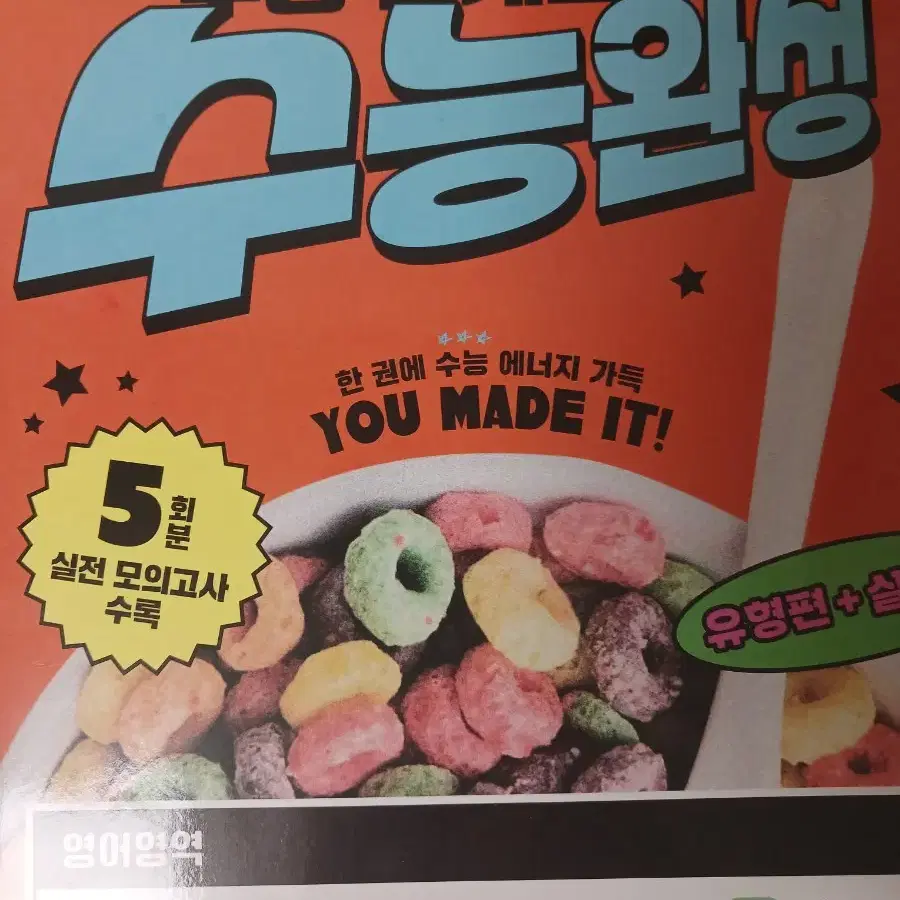 수능완성
한 권에 수능 에너지 가득
YOU MADE IT!
5회분
실전 모의고사
수록
유형편 +
영어영역